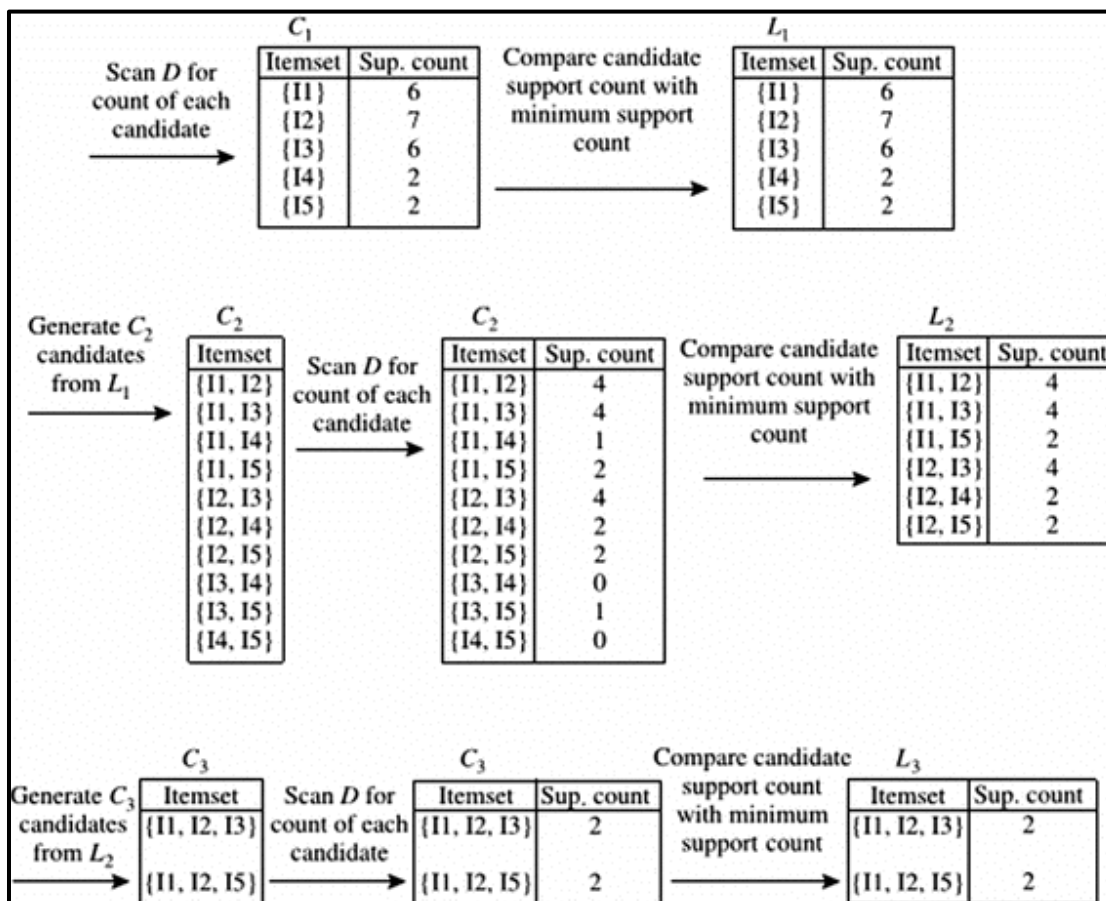 C1
L1
Scan D for
count of each
candidate
Itemset Sup. count
{I1} 6
{I2} 7
{I3} 6
{I4} 2
{I5} 2
Compare candidate
support count with
minimum support
count
Itemset Sup. count
{I1} 6
{I2} 7
{I3} 6
{I4} 2
{I5} 2
Generate C2
candidates
from L1
C2
Itemset
{I1, I2}
{I1, I3}
{I1, I4}
{I1, I5}
{I2, I3}
{I2, I4}
{I2, I5}
{I3, I4}
{I3, I5}
{I4, I5}
Scan D for
count of each
candidate
C2
Itemset Sup. count
{I1, I2} 4
{I1, I3} 4
{I1, I4} 1
{I1, I5} 2
{I2, I3} 4
{I2, I4} 2
{I2, I5} 2
{I3, I4} 0
{I3, I5} 1
{I4, I5} 0
Compare candidate
support count with
minimum support
count
L2
Itemset Sup. count
{I1, I2} 4
{I1, I3} 4
{I1, I5} 2
{I2, I3} 4
{I2, I4} 2
{I2, I5} 2
Generate C3
candidates
from L2
C3
Itemset
{I1, I2, I3}
{I1, I2, I5}
Scan D for
count of each
candidate
C3
Itemset Sup. count
{I1, I2, I3} 2
{I1, I2, I5} 2
Compare candidate
support count
with minimum
support count
L3
Itemset Sup. count
{I1, I2, I3} 2
{I1, I2, I5} 2